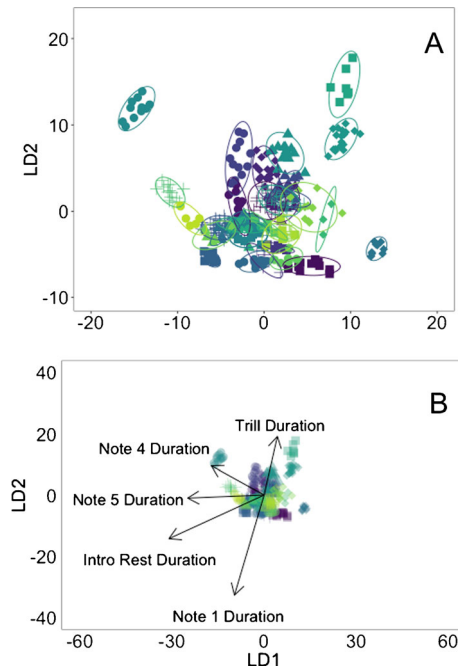 A
20
10
0
-10
LD2
-20
-10
0
10
20
B
40
20
0
-20
-40
LD2
Trill Duration
Note 4 Duration
Note 5 Duration
Intro Rest Duration
Note 1 Duration
-60
-30
0
30
60
LD1